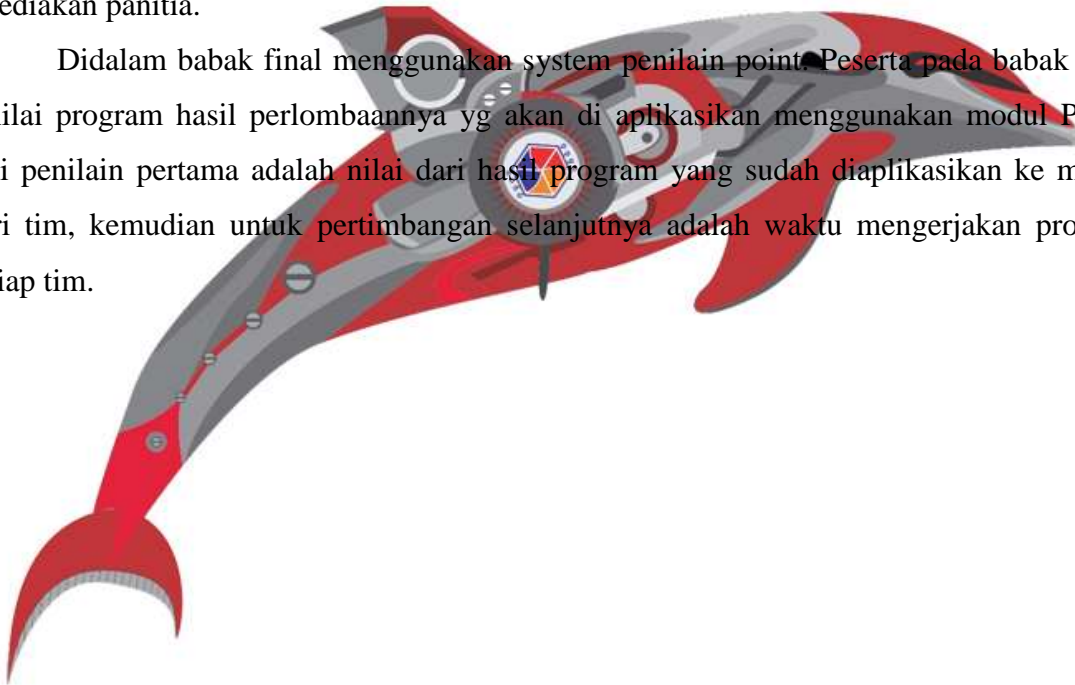 ediakan panitia.
Didalam babak final menggunakan system penilain point. Peserta pada babak
ilai program hasil perlombaannya yg akan di aplikasikan menggunakan modul P
i penilain pertama adalah nilai dari hasil program yang sudah diaplikasikan ke m
ri tim, kemudian untuk pertimbangan selanjutnya adalah waktu mengerjakan pro
iap tim.